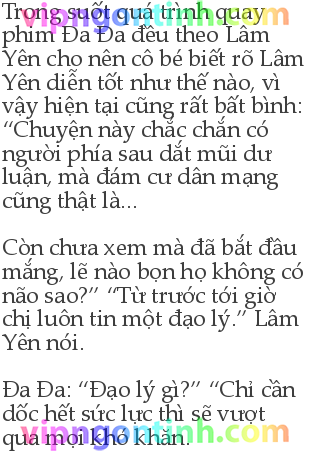 Trong suốt quá trình quay
vipngontinh.com
phim Đa Đa đều theo Lâm
Yên cho nên cô bé biết rõ Lâm
Yên diễn tốt như thế nào, vì
vậy hiện tại cũng rất bất bình:
“Chuyện này chắc chắn có
người phía sau dắt mũi dư
luận, mà đám cư dân mạng
cũng thật là...
Còn chưa xem mà đã bắt đầu
mắng, lẽ nào bọn họ không có
não sao?” “Từ trước tới giờ
chị luôn tin một đạo lý.” Lâm
Yên nói.
Đa Đa: “Đạo lý gì?” “Chỉ cần
dốc hết sức lực thì sẽ vượt
qua mọi khó khăn.
vipngontinh.com